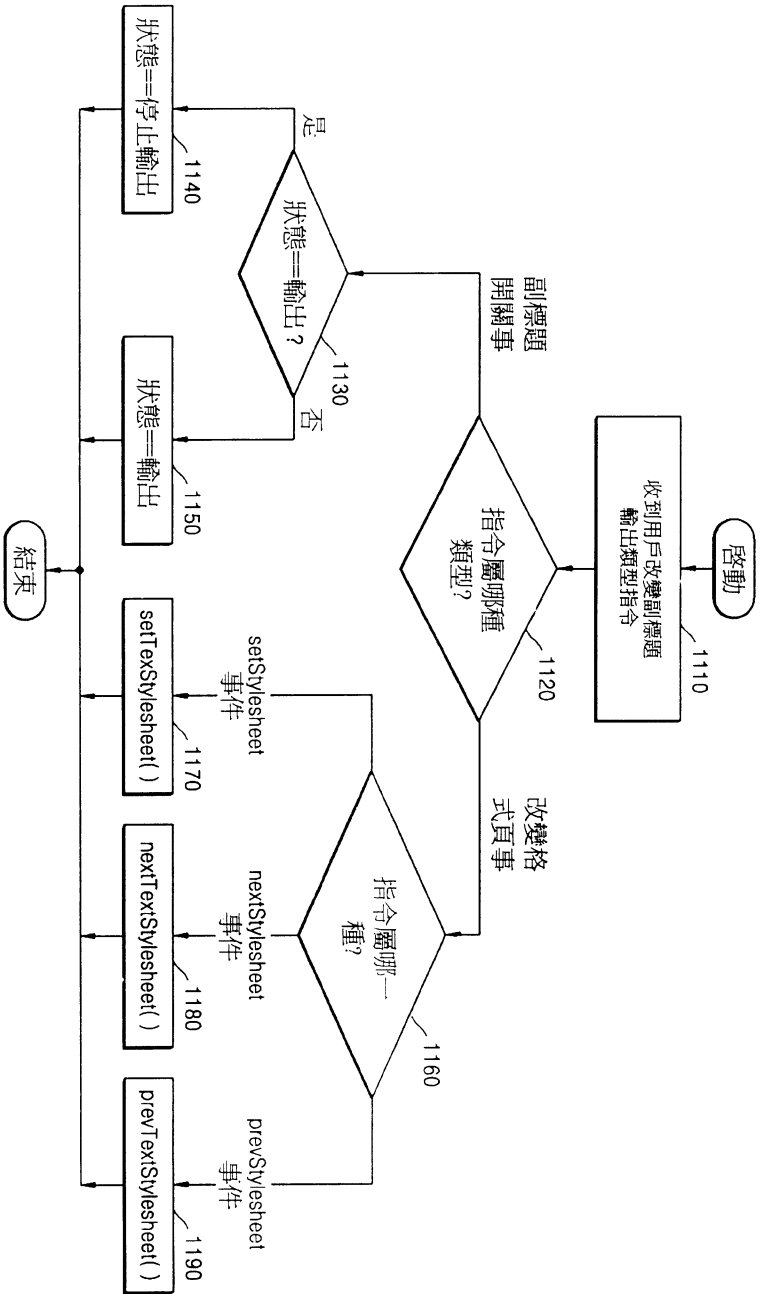 啓動
收到用戶改變副標題
輸出類型指令
1110
指令屬哪種
類型?
1120
副標題
開關事
改變格
式頁事
狀態==輸出?
1130
是
否
狀態==停止輸出
1140
狀態==輸出
1150
指令屬哪一
種?
1160
setStylesheet
事件
nextStylesheet
事件
prevStylesheet
事件
setTexStylesheet( )
1170
nextTextStylesheet( )
1180
prevTextStylesheet( )
1190
結束